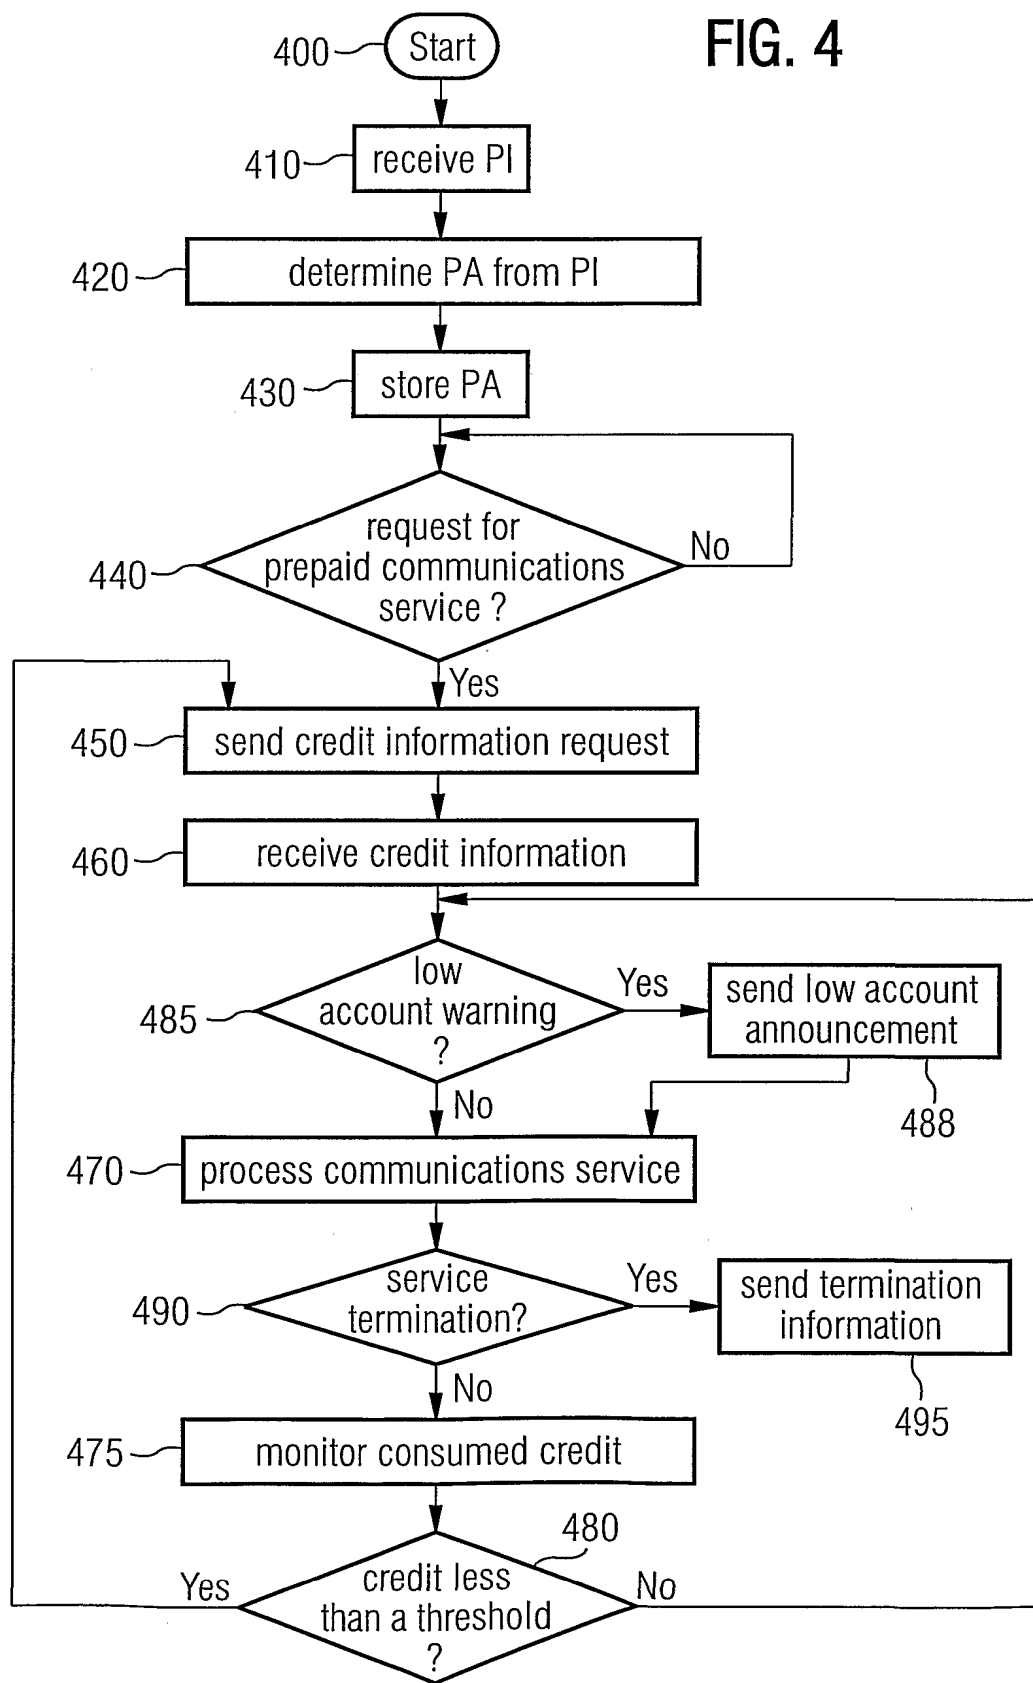 FIG. 4
400
Start
410
receive PI
420
determine PA from PI
430
store PA
440
request for
prepaid communications
service ?
No
Yes
450
send credit information request
460
receive credit information
485
low
account warning
?
Yes
send low account
announcement
488
No
470
process communications service
490
service
termination?
Yes
send termination
information
495
No
475
monitor consumed credit
480
Yes
credit less
than a threshold
?
No